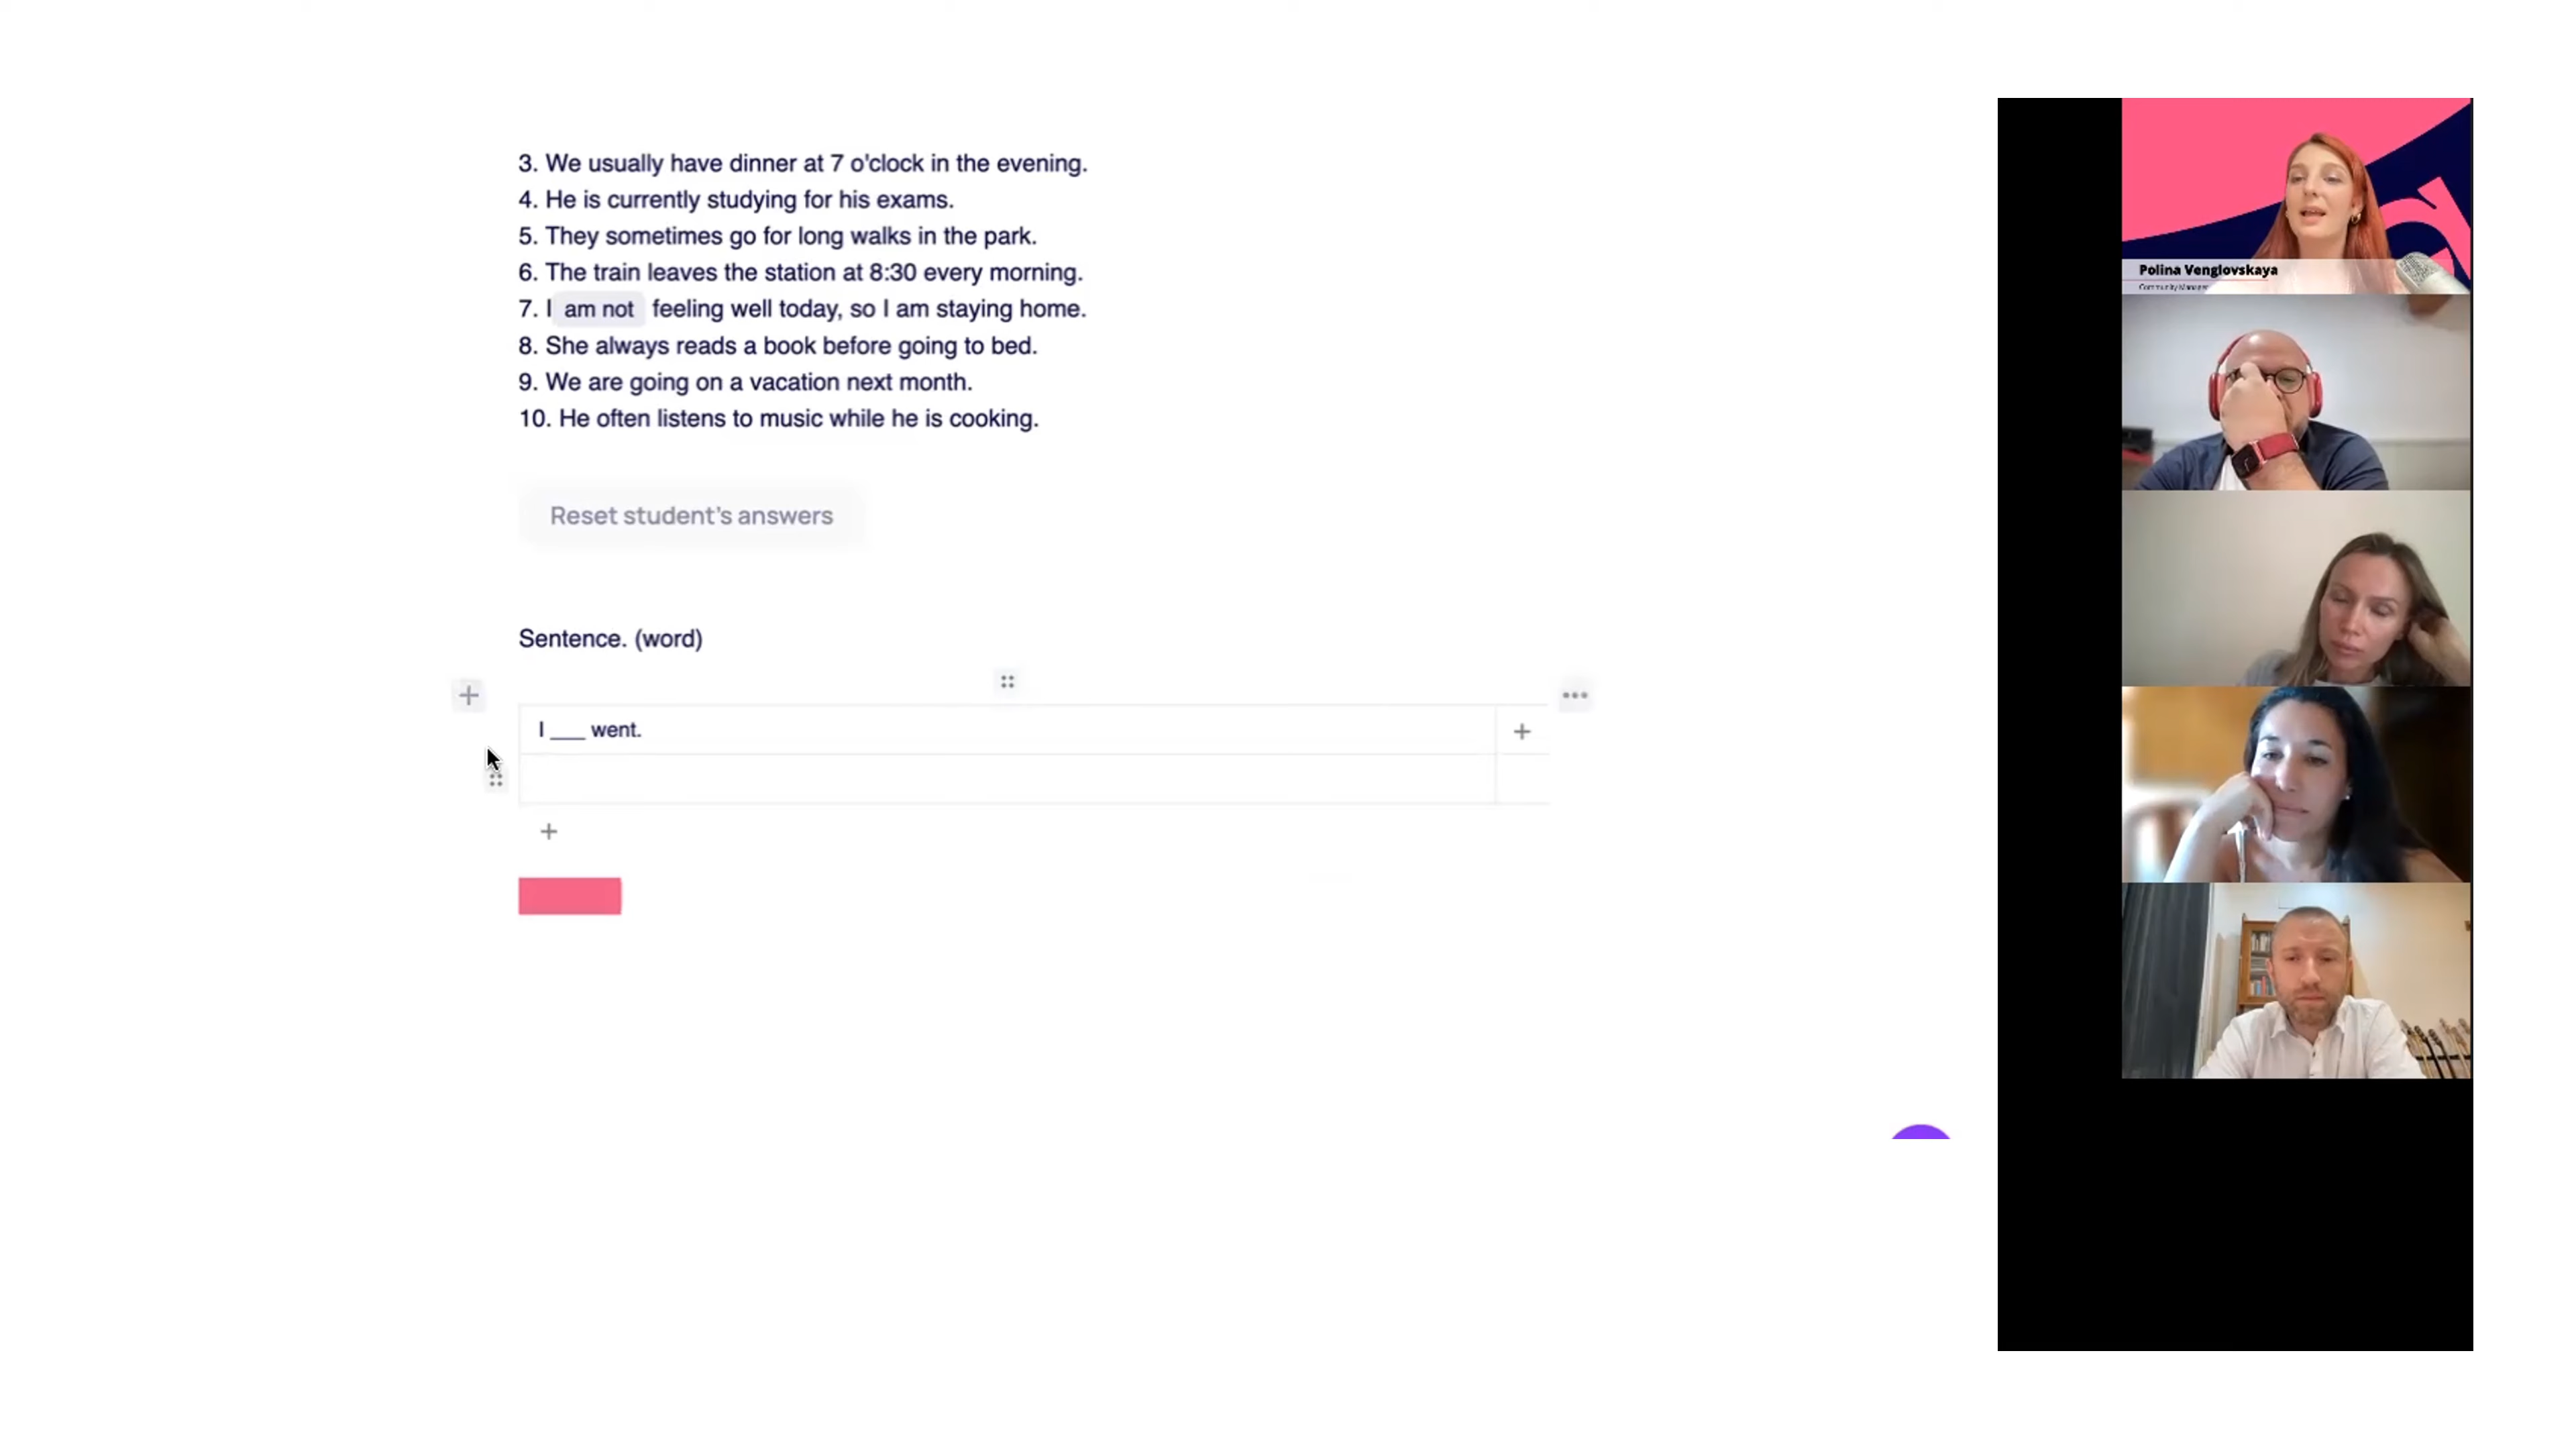 3. We usually have dinner at 7 o'clock in the evening.
4. He is currently studying for his exams.
5. They sometimes go for long walks in the park.
6. The train leaves the station at 8:30 every morning.
7. I am not feeling well today, so I am staying home.
8. She always reads a book before going to bed.
9. We are going on a vacation next month.
10. He often listens to music while he is cooking.
Reset student's answers
Sentence. (word)
I ___ went.
Polina Venglovskaya
Community Manager